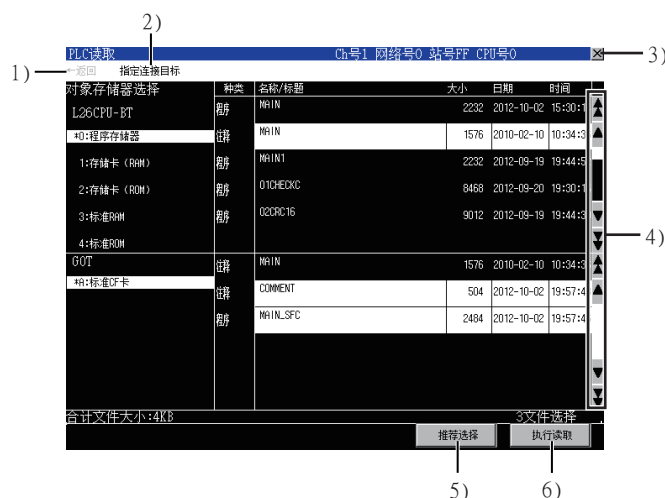 2)
PLC读取 Ch号1 网络号0 站号FF CPU号0 3)
1) ←返回 指定连接目标
对象存储器选择 种类 名称/标题 大小 日期 时间
L26CPU-BT 程序 MAIN 2232 2012-10-02 15:30:1
*0:程序存储器 注释 MAIN 1576 2010-02-10 10:34:3
1:存储卡（RAM） 程序 MAIN1 2232 2012-09-19 19:44:5
2:存储卡（ROM） 程序 01CHECKC 8468 2012-09-20 19:30:1
3:标准RAM 程序 02CRC16 9012 2012-09-19 19:44:3
4)
4:标准ROM
GOT 注释 MAIN 1576 2010-02-10 10:34:3
*A:标准CF卡 注释 COMMENT 504 2012-10-02 19:57:4
程序 MAIN_SFC 2484 2012-10-02 19:57:4
合计文件大小:4KB 3文件选择
推荐选择 执行读取
5) 6)